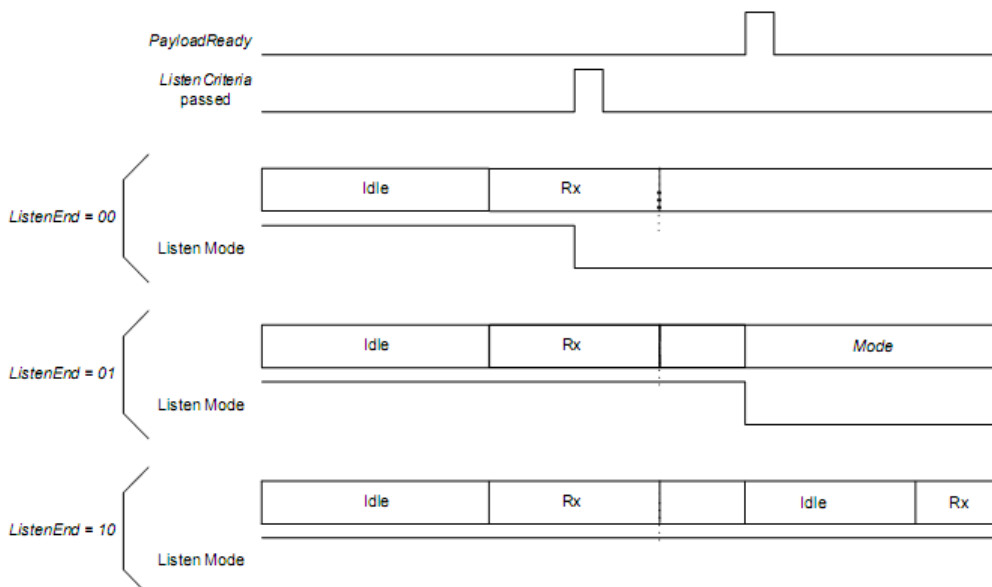 PayloadReady
ListenCriteria
passed
Idle
Rx
ListenEnd = 00
Listen Mode
Idle
Rx
Mode
ListenEnd = 01
Listen Mode
Idle
Rx
Idle
Rx
ListenEnd = 10
Listen Mode